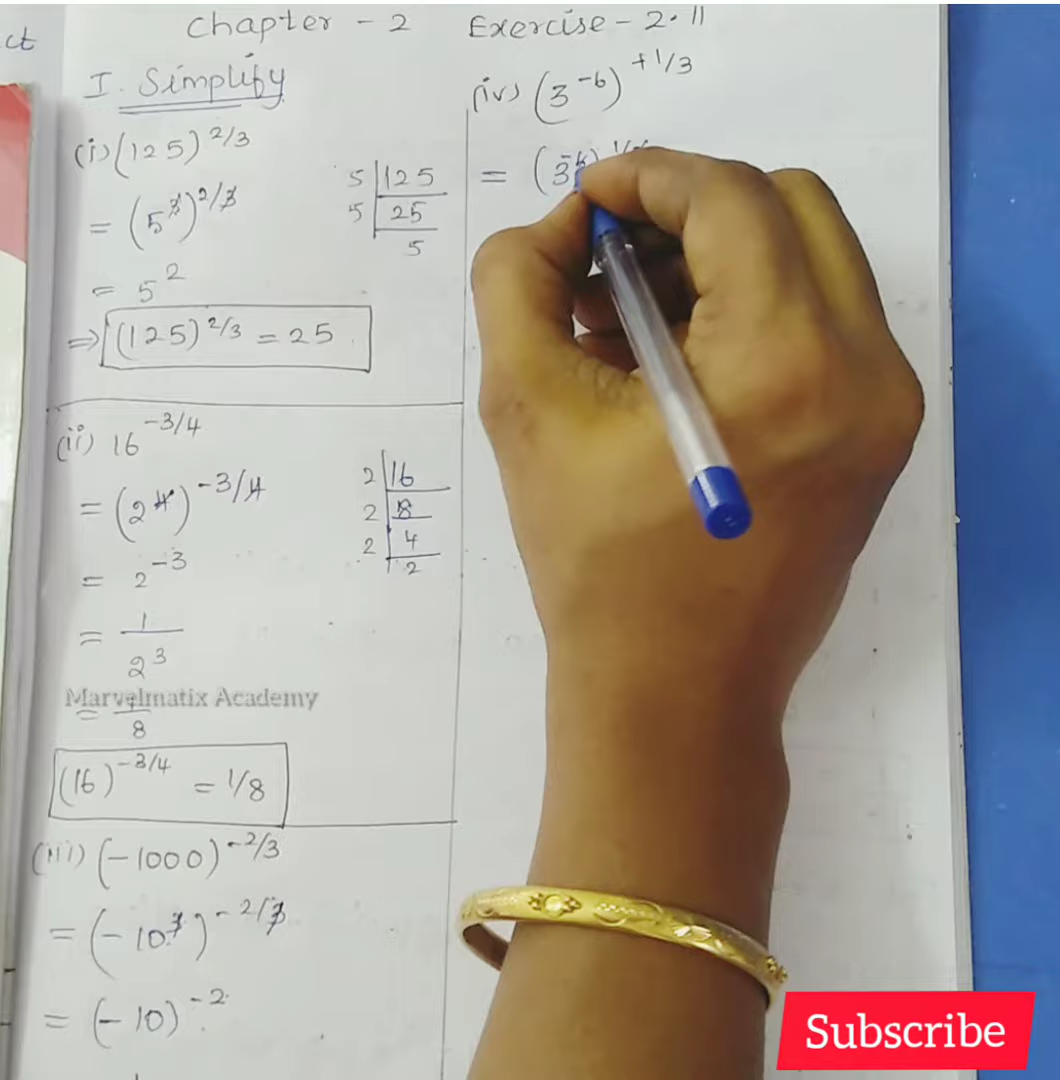 ct
Chapter - 2 Exercise - 2.11
I. Simplify
(i) (125)^2/3
= (5^3)^2/3
= 5^2
⇒ (125)^2/3 = 25
5 125
5 25
5
(ii) 16^-3/4
= (2^4)^-3/4
= 2^-3
= 1/2^3
= 1/8
(16)^-3/4 = 1/8
2 16
2 8
2 4
2
Marvelmatix Academy
(iii) (-1000)^-2/3
= (-10^3)^-2/3
= (-10)^-2
(iv) (3^-6)^+1/3
= (3
Subscribe